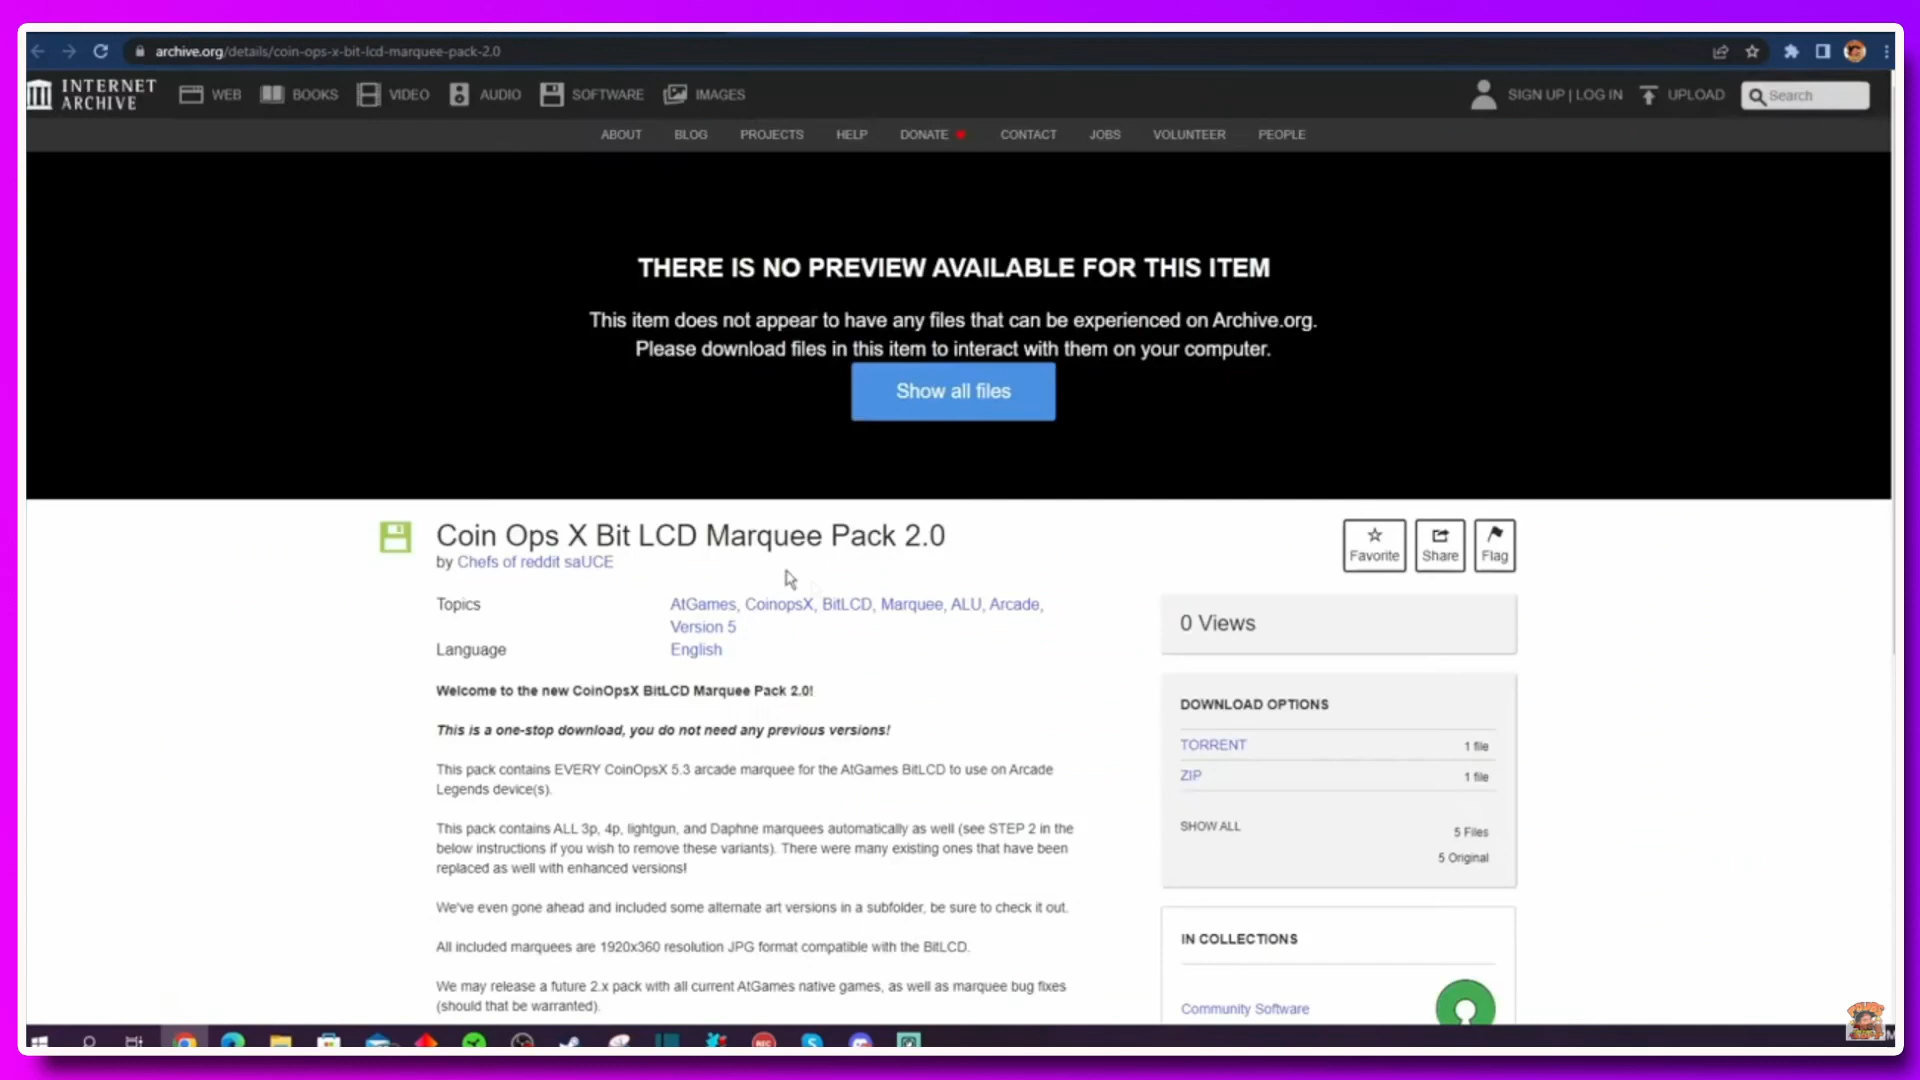 archive.org/details/coin-ops-x-bit-lcd-marquee-pack-2.0
INTERNET ARCHIVE
WEB BOOKS VIDEO AUDIO SOFTWARE IMAGES
SIGN UP | LOG IN UPLOAD Search
ABOUT BLOG PROJECTS HELP DONATE CONTACT JOBS VOLUNTEER PEOPLE
THERE IS NO PREVIEW AVAILABLE FOR THIS ITEM
This item does not appear to have any files that can be experienced on Archive.org.
Please download files in this item to interact with them on your computer.
Show all files
Coin Ops X Bit LCD Marquee Pack 2.0
by Chefs of reddit saUCE
Favorite Share Flag
Topics AtGames, CoinopsX, BitLCD, Marquee, ALU, Arcade,
Version 5
Language English
Welcome to the new CoinOpsX BitLCD Marquee Pack 2.0!
This is a one-stop download, you do not need any previous versions!
This pack contains EVERY CoinOpsX 5.3 arcade marquee for the AtGames BitLCD to use on Arcade
Legends device(s).
This pack contains ALL 3p, 4p, lightgun, and Daphne marquees automatically as well (see STEP 2 in the
below instructions if you wish to remove these variants). There were many existing ones that have been
replaced as well with enhanced versions!
We've even gone ahead and included some alternate art versions in a subfolder, be sure to check it out.
All included marquees are 1920x360 resolution JPG format compatible with the BitLCD.
We may release a future 2.x pack with all current AtGames native games, as well as marquee bug fixes
(should that be warranted).
0 Views
DOWNLOAD OPTIONS
TORRENT 1 file
ZIP 1 file
SHOW ALL 5 Files
5 Original
IN COLLECTIONS
Community Software
REC